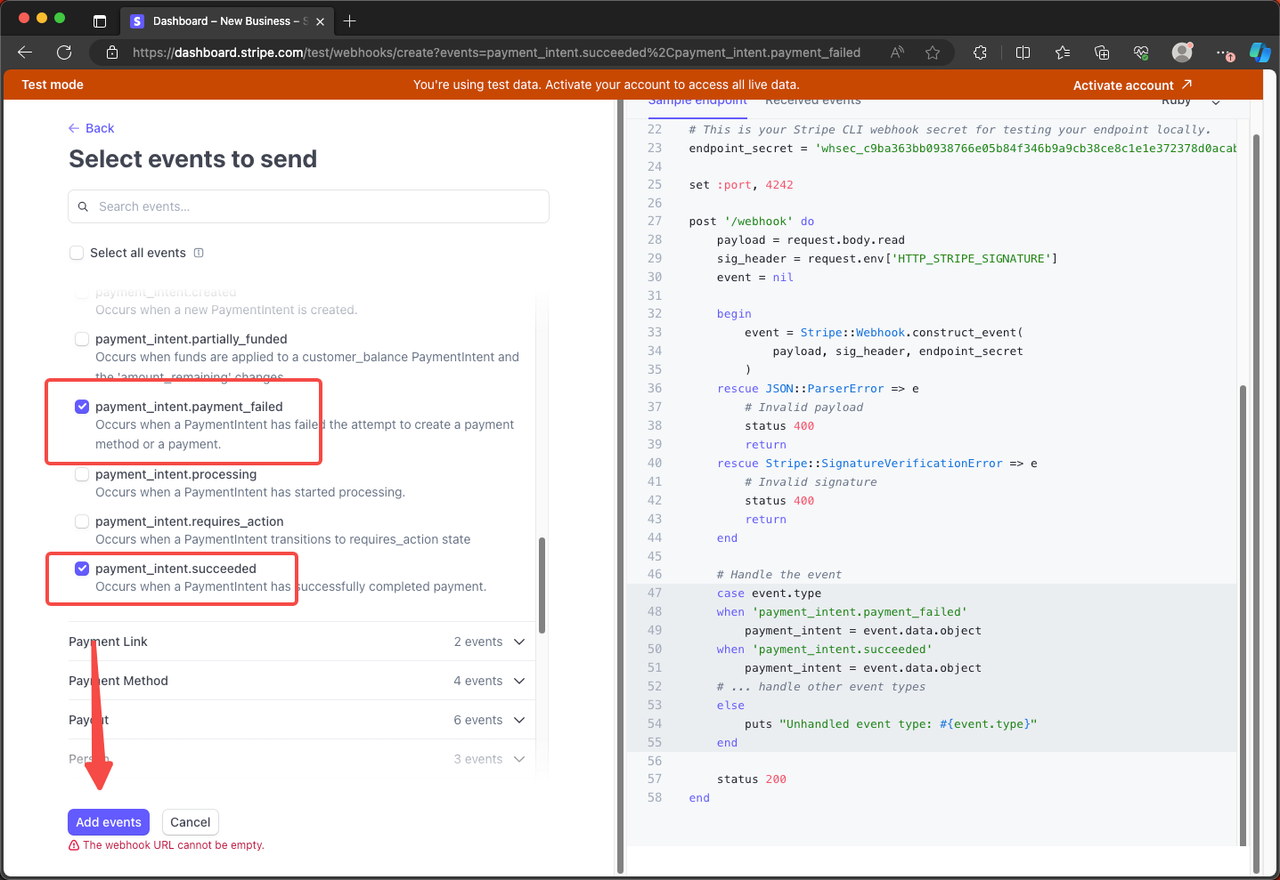 Dashboard – New Business – S
https://dashboard.stripe.com/test/webhooks/create?events=payment_intent.succeeded%2Cpayment_intent.payment_failed
Test mode
You're using test data. Activate your account to access all live data.
Activate account
Back
Select events to send
Search events...
Select all events
payment_intent.created
Occurs when a new PaymentIntent is created.
payment_intent.partially_funded
Occurs when funds are applied to a customer_balance PaymentIntent and
the 'amount_remaining' changes.
payment_intent.payment_failed
Occurs when a PaymentIntent has failed the attempt to create a payment
method or a payment.
payment_intent.processing
Occurs when a PaymentIntent has started processing.
payment_intent.requires_action
Occurs when a PaymentIntent transitions to requires_action state
payment_intent.succeeded
Occurs when a PaymentIntent has successfully completed payment.
Payment Link 2 events
Payment Method 4 events
Payout 6 events
Person 3 events
Add events Cancel
The webhook URL cannot be empty.
Sample endpoint Received events Ruby
22 # This is your Stripe CLI webhook secret for testing your endpoint locally.
23 endpoint_secret = 'whsec_c9ba363bb0938766e05b84f346b9a9cb38ce8c1e1e372378d0acab
24
25 set :port, 4242
26
27 post '/webhook' do
28 payload = request.body.read
29 sig_header = request.env['HTTP_STRIPE_SIGNATURE']
30 event = nil
31
32 begin
33 event = Stripe::Webhook.construct_event(
34 payload, sig_header, endpoint_secret
35 )
36 rescue JSON::ParserError => e
37 # Invalid payload
38 status 400
39 return
40 rescue Stripe::SignatureVerificationError => e
41 # Invalid signature
42 status 400
43 return
44 end
45
46 # Handle the event
47 case event.type
48 when 'payment_intent.payment_failed'
49 payment_intent = event.data.object
50 when 'payment_intent.succeeded'
51 payment_intent = event.data.object
52 # ... handle other event types
53 else
54 puts "Unhandled event type: #{event.type}"
55 end
56
57 status 200
58 end